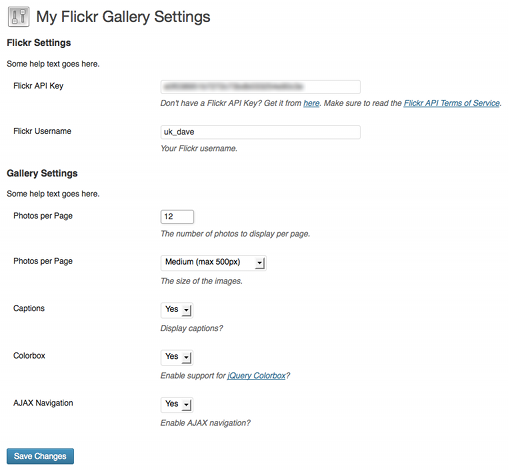 My Flickr Gallery Settings
Flickr Settings
Some help text goes here.
Flickr API Key
Don't have a Flickr API Key? Get it from here. Make sure to read the Flickr API Terms of Service.
Flickr Username
uk_dave
Your Flickr username.
Gallery Settings
Some help text goes here.
Photos per Page
12
The number of photos to display per page.
Photos per Page
Medium (max 500px)
The size of the images.
Captions
Yes
Display captions?
Colorbox
Yes
Enable support for jQuery Colorbox?
AJAX Navigation
Yes
Enable AJAX navigation?
Save Changes